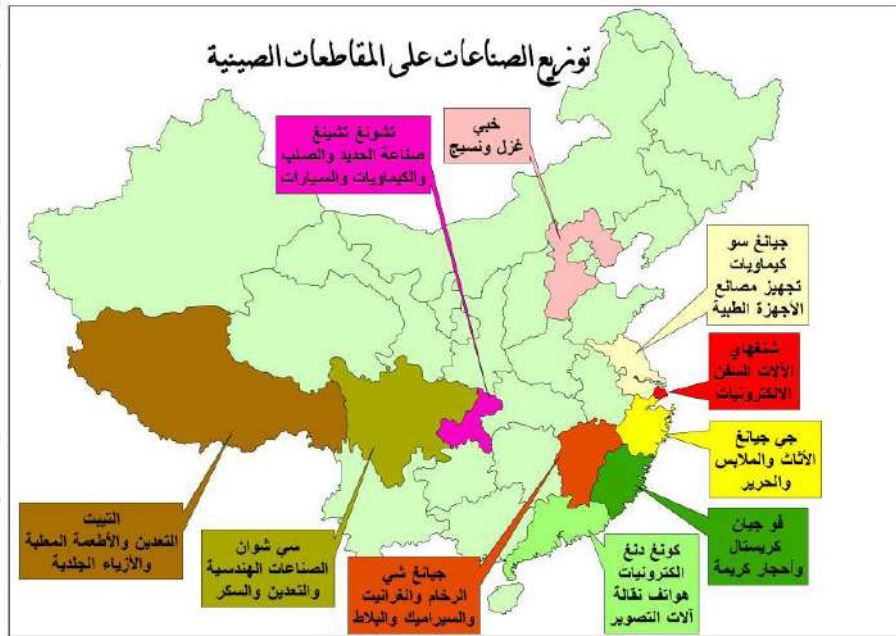 توزيع الصناعات على المقاطعات الصينية
خبي
غزل ونسيج
تشونغ تشينغ
صناعة الحديد والصلب
والكيماويات والسيارات
جيانغ سو
كيماويات
تجهيز مصانع
الأجهزة الطبية
شنغهاي
الألات السفن
الالكترونيات
جي جيانغ
الأثاث والملابس
والحرير
فو جيان
كريستال
وأحجار كريمة
كونغ دنغ
الكترونيات
هواتف نقالة
آلات التصوير
جيانغ شي
الرخام والغرانيت
والسيراميك والبلاط
سي شوان
الصناعات الهندسية
والتعدين والسكر
التيبت
التعدين والأطعمة المعلبة
والأزياء الجلدية